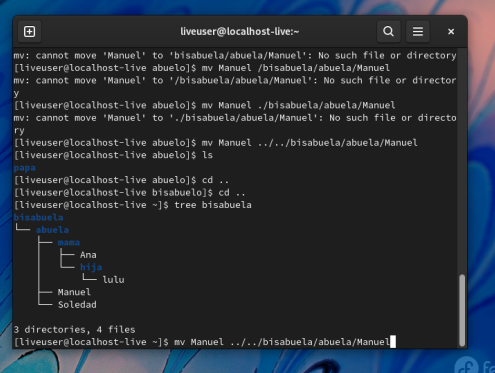 liveuser@localhost-live:~
mv: cannot move 'Manuel' to 'bisabuela/abuela/Manuel': No such file or directory
[liveuser@localhost-live abuelo]$ mv Manuel /bisabuela/abuela/Manuel
mv: cannot move 'Manuel' to '/bisabuela/abuela/Manuel': No such file or director
y
[liveuser@localhost-live abuelo]$ mv Manuel ./bisabuela/abuela/Manuel
mv: cannot move 'Manuel' to './bisabuela/abuela/Manuel': No such file or directo
ry
[liveuser@localhost-live abuelo]$ mv Manuel ../../bisabuela/abuela/Manuel
[liveuser@localhost-live abuelo]$ ls
papa
[liveuser@localhost-live abuelo]$ cd ..
[liveuser@localhost-live bisabuelo]$ cd ..
[liveuser@localhost-live ~]$ tree bisabuela
bisabuela
└── abuela
    ├── mama
    │   ├── Ana
    │   └── hija
    │       └── lulu
    ├── Manuel
    └── Soledad

3 directories, 4 files
[liveuser@localhost-live ~]$ mv Manuel ../../bisabuela/abuela/Manuel